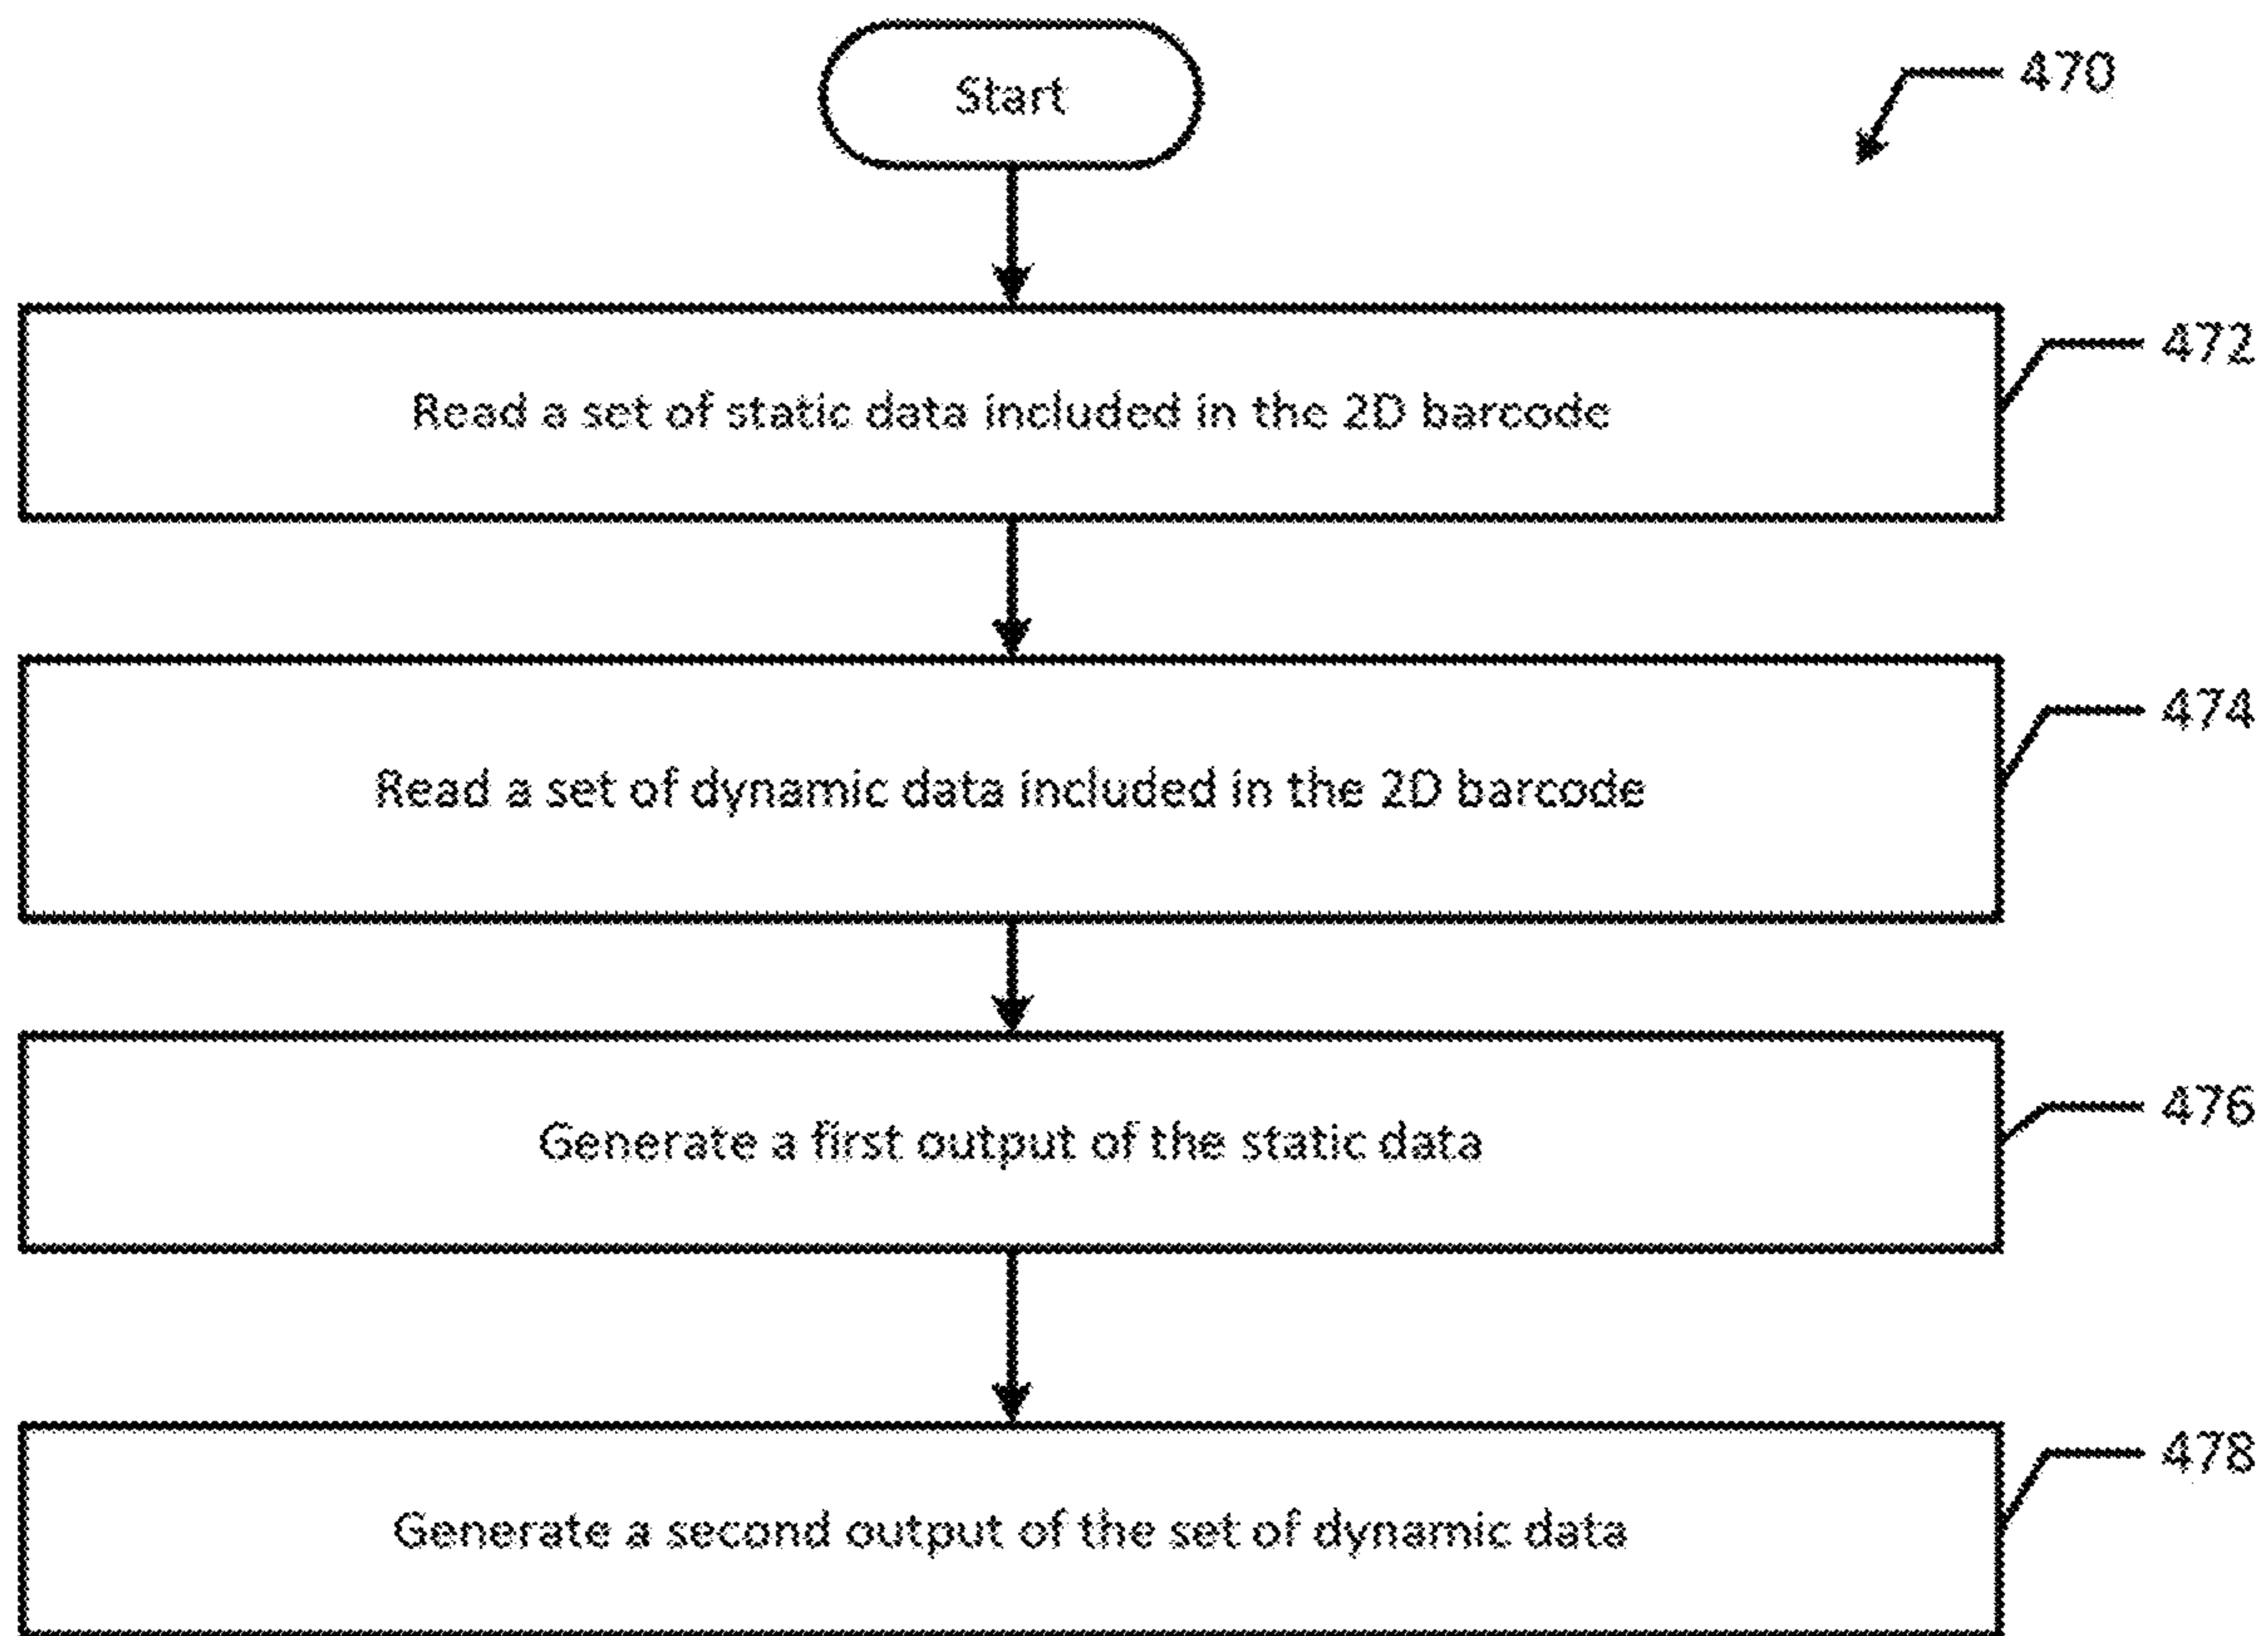 Start
470
Read a set of static data included in the 2D barcode
472
Read a set of dynamic data included in the 2D barcode
474
Generate a first output of the static data
476
Generate a second output of the set of dynamic data
478